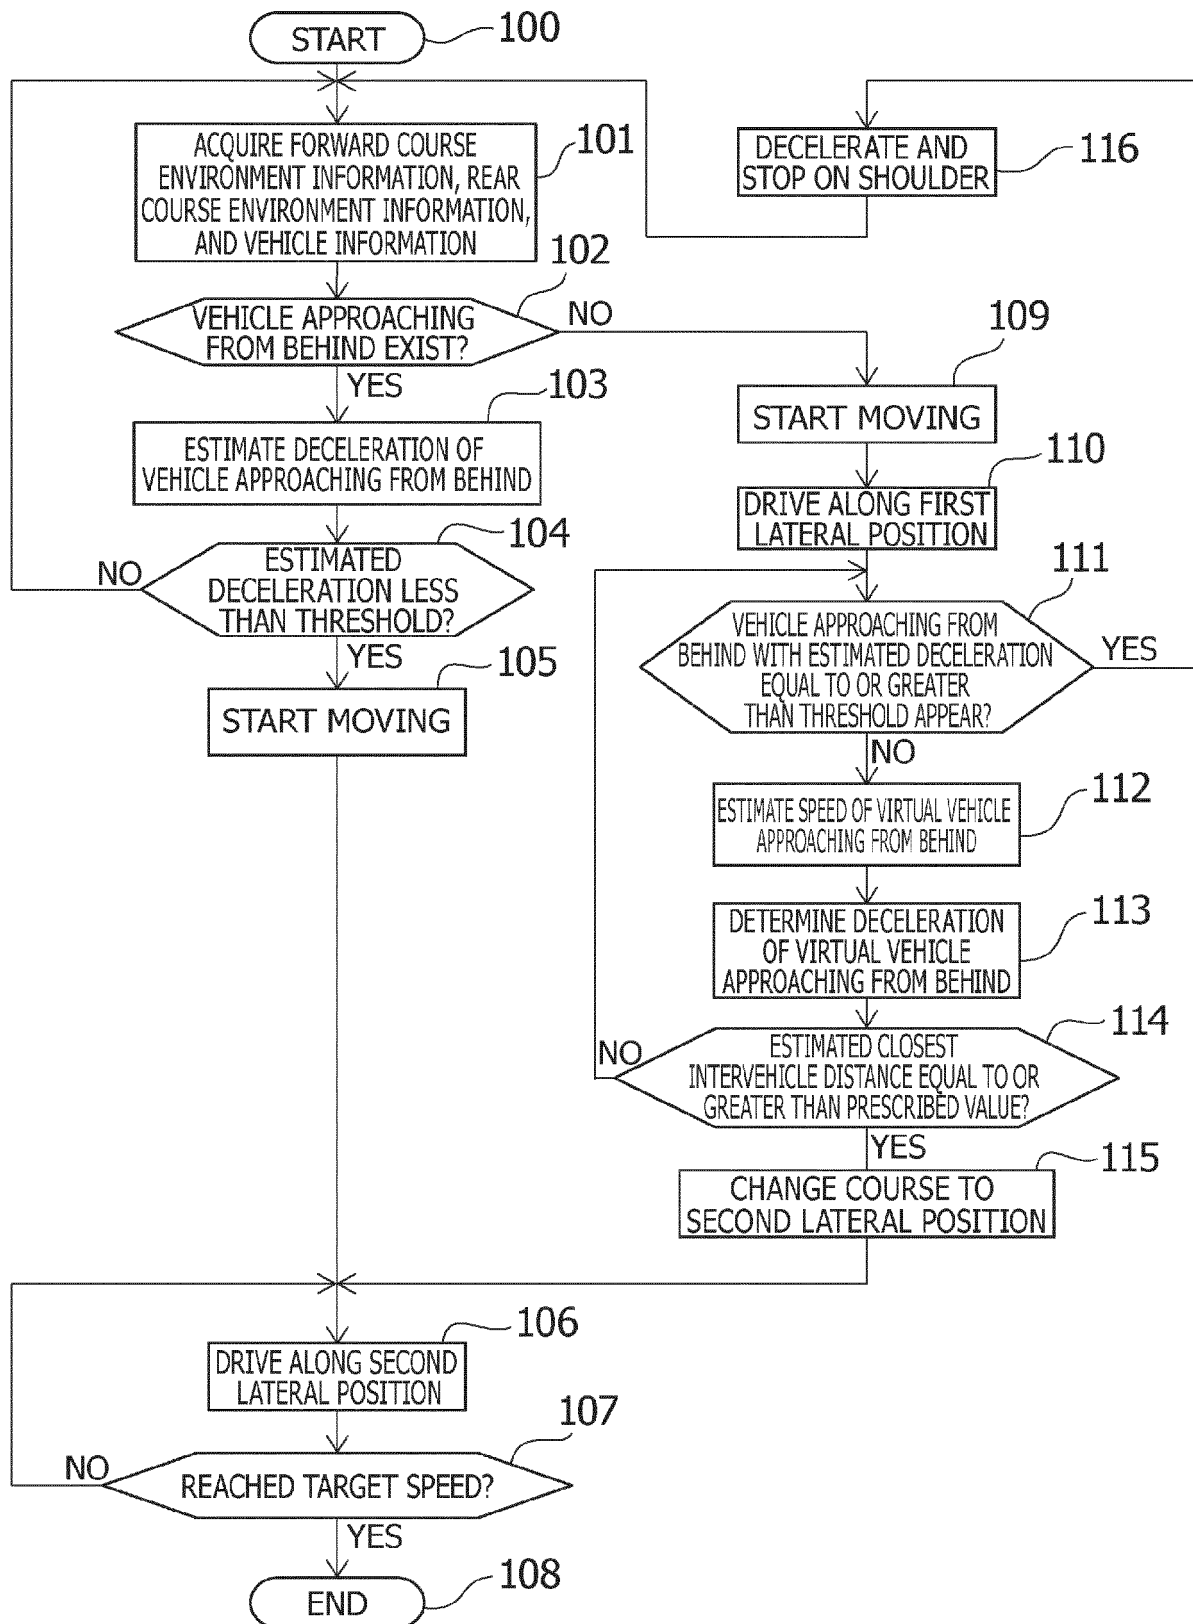 START
100
ACQUIRE FORWARD COURSE
ENVIRONMENT INFORMATION, REAR
COURSE ENVIRONMENT INFORMATION,
AND VEHICLE INFORMATION
101
DECELERATE AND
STOP ON SHOULDER
116
VEHICLE APPROACHING
FROM BEHIND EXIST?
102
NO
YES
ESTIMATE DECELERATION OF
VEHICLE APPROACHING FROM BEHIND
103
ESTIMATED
DECELERATION LESS
THAN THRESHOLD?
104
NO
YES
START MOVING
105
START MOVING
109
DRIVE ALONG FIRST
LATERAL POSITION
110
VEHICLE APPROACHING FROM
BEHIND WITH ESTIMATED DECELERATION
EQUAL TO OR GREATER
THAN THRESHOLD APPEAR?
111
YES
NO
ESTIMATE SPEED OF VIRTUAL VEHICLE
APPROACHING FROM BEHIND
112
DETERMINE DECELERATION
OF VIRTUAL VEHICLE
APPROACHING FROM BEHIND
113
ESTIMATED CLOSEST
INTERVEHICLE DISTANCE EQUAL TO OR
GREATER THAN PRESCRIBED VALUE?
114
NO
YES
CHANGE COURSE TO
SECOND LATERAL POSITION
115
DRIVE ALONG SECOND
LATERAL POSITION
106
REACHED TARGET SPEED?
107
NO
YES
END
108